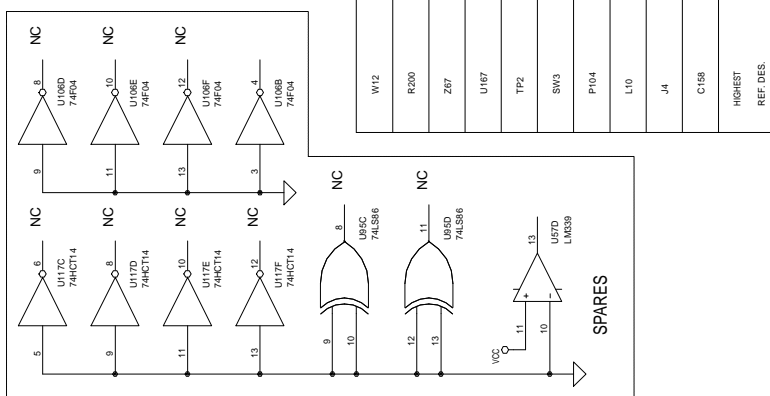 NC
8
U106D
74F04
9
NC
10
U106E
74F04
11
NC
12
U106F
74F04
13
4
U106B
74F04
3
NC
6
U117C
74HCT14
5
NC
8
U117D
74HCT14
9
NC
10
U117E
74HCT14
11
NC
12
U117F
74HCT14
13
NC
8
U95C
74LS86
9
10
NC
11
U95D
74LS86
12
13
13
U57D
LM339
+
11
-
10
VCC
SPARES
W12
R200
Z67
U167
TP2
SW3
P104
L10
J4
C158
HIGHEST
REF. DES.